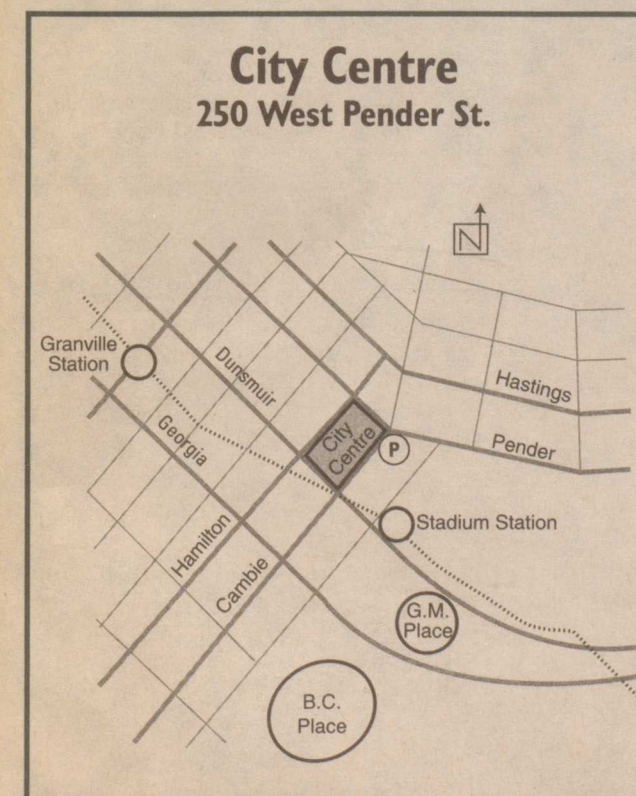 City Centre
250 West Pender St.
N
Granville
Station
Dunsmuir
Georgia
Hastings
City
Centre
P
Pender
Stadium Station
Hamilton
Cambie
G.M.
Place
B.C.
Place